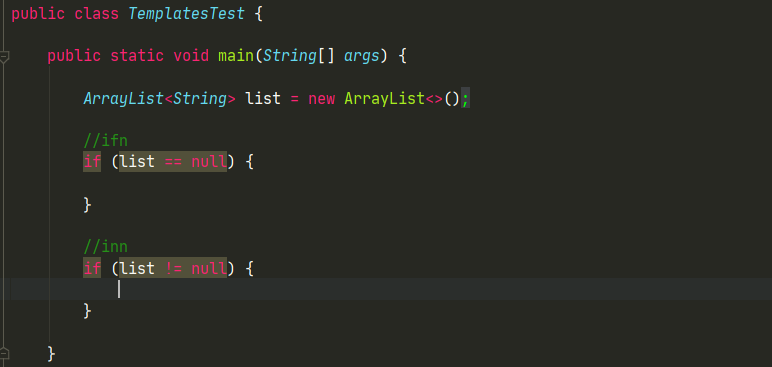 public class TemplatesTest {
public static void main(String[] args) {
ArrayList<String> list = new ArrayList<>();
//ifn
if (list == null) {
}
//inn
if (list != null) {
}
}